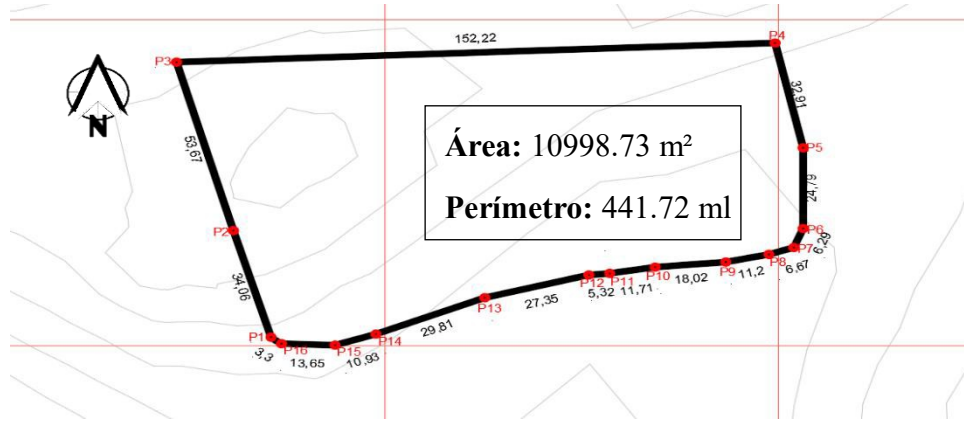 152,22
P3
P4
N
32,91
53,67
Área: 10998.73 m²
P5
24,79
Perímetro: 441.72 ml
P2
P6
6,29
P7
P8
6,67
P9
11,2
P10
18,02
P11
11,71
P12
5,32
34,06
P13
27,35
P1
P14
29,81
P16
P15
3,3
13,65
10,93